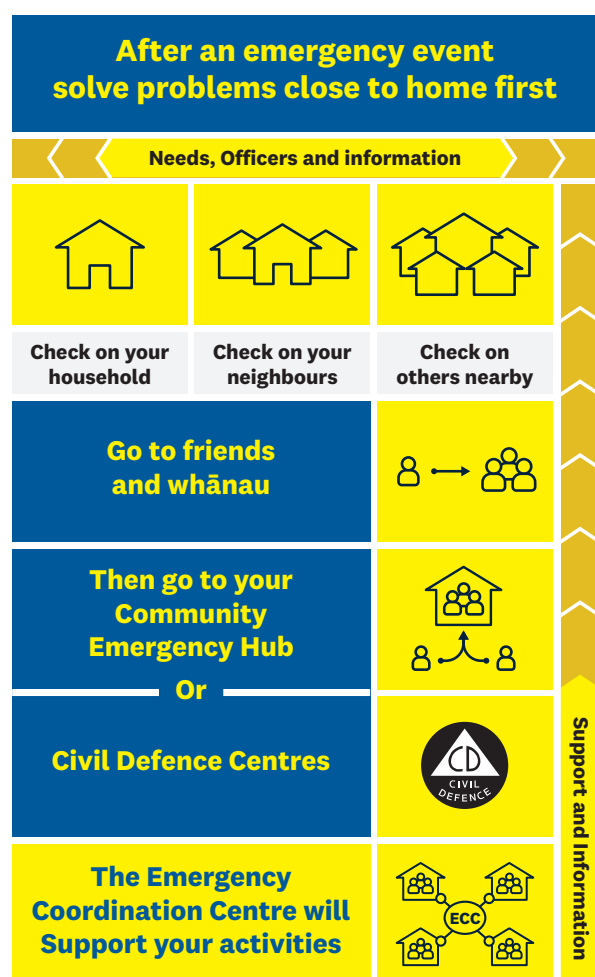 After an emergency event
solve problems close to home first
Needs, Officers and information
Check on your
household
Check on your
neighbours
Check on
others nearby
Go to friends
and whānau
Then go to your
Community
Emergency Hub
Or
Civil Defence Centres
CD
CIVIL
DEFENCE
The Emergency
Coordination Centre will
Support your activities
ECC
Support and Information